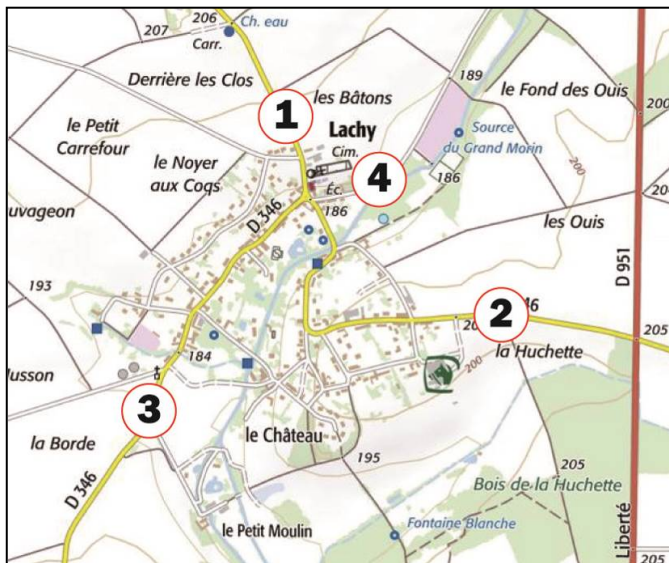 206
Ch. eau
207
Carr.
Derrière les Clos
189
le Fond des Ouis
1
les Bâtons
200
le Petit
Carrefour
Lachy
Source
du Grand Morin
le Noyer
aux Coqs
Cim.
4
200
186
Éc.
186
D 346
les Ouis
uvageon
D 951
193
2
46
205
la Huchette
184
200
usson
3
la Borde
le Château
205
195
Bois de la Huchette
D 346
le Petit Moulin
Fontaine Blanche
Liberté
205